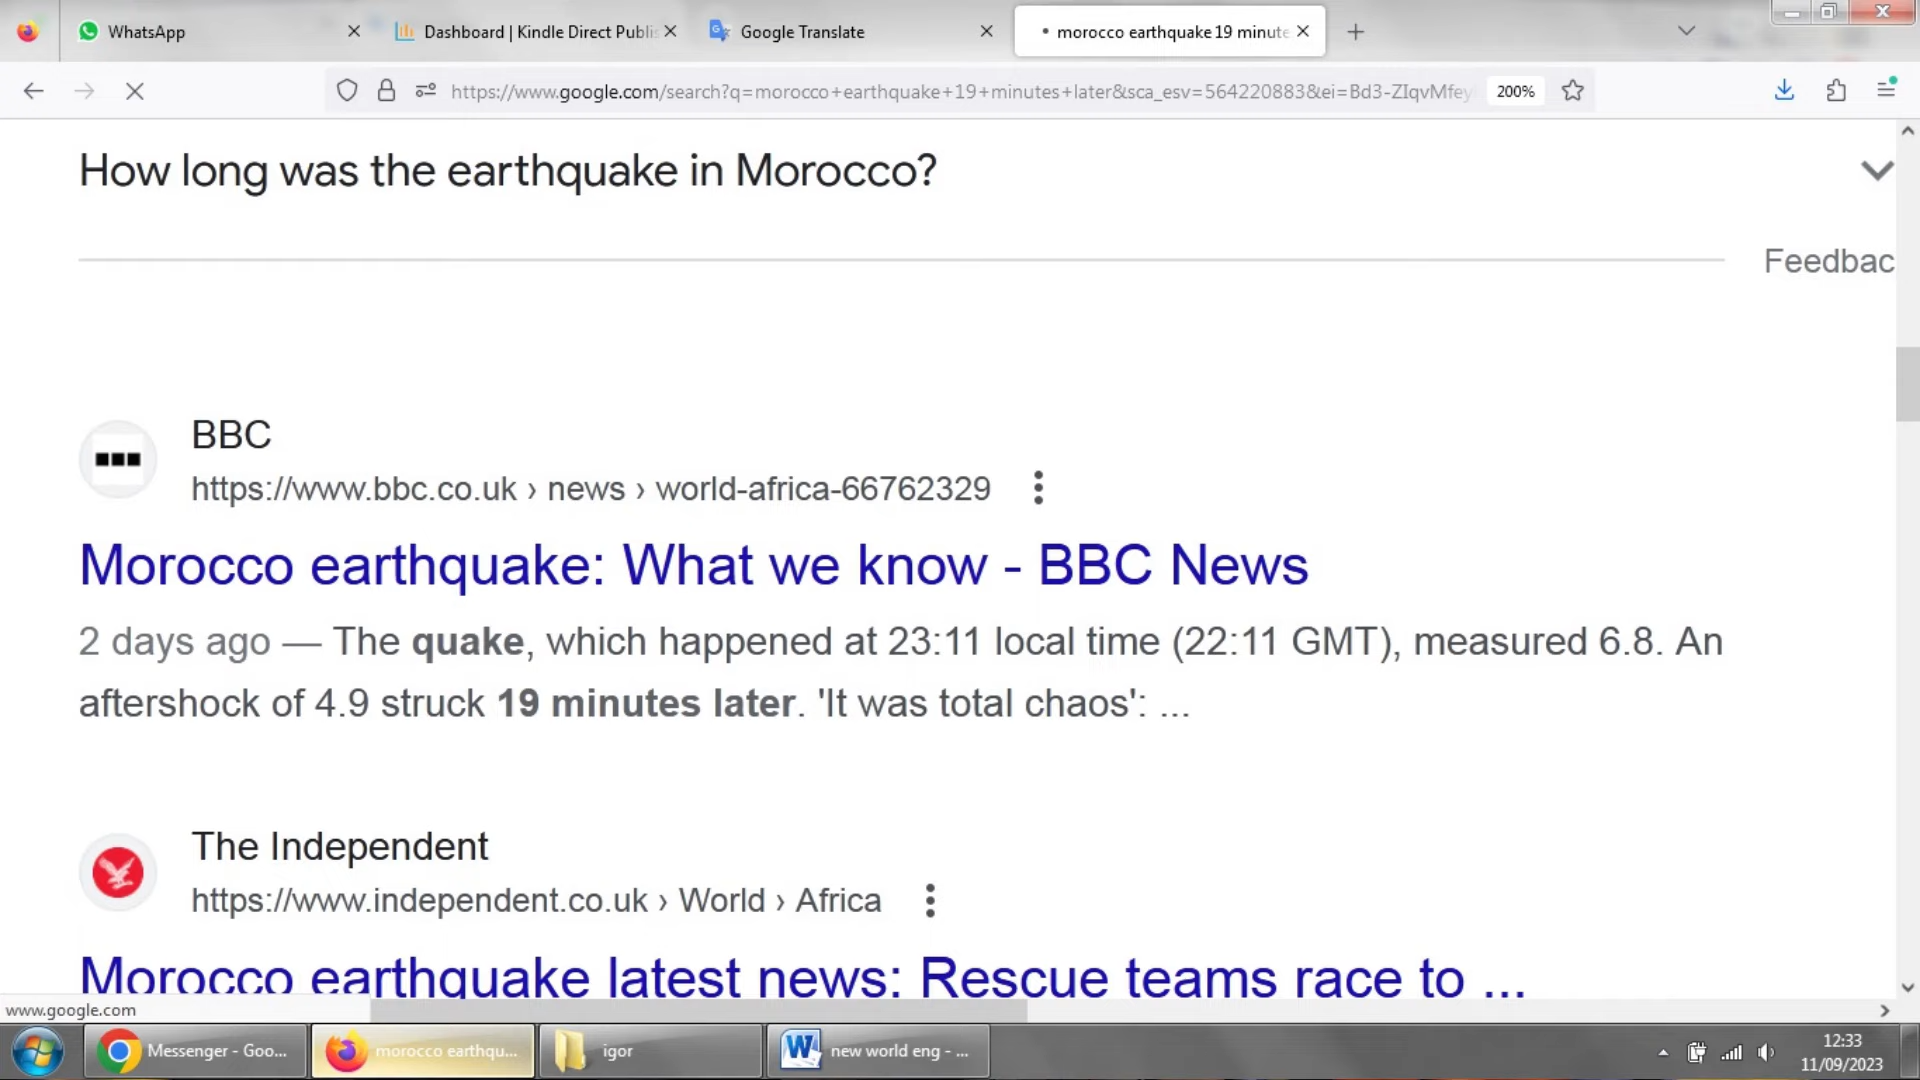 WhatsApp
Dashboard | Kindle Direct Publis
Google Translate
morocco earthquake 19 minute
https://www.google.com/search?q=morocco+earthquake+19+minutes+later&sca_esv=564220883&ei=Bd3-ZIqvMfey
200%
How long was the earthquake in Morocco?
Feedbac
BBC
https://www.bbc.co.uk › news › world-africa-66762329
Morocco earthquake: What we know - BBC News
2 days ago — The quake, which happened at 23:11 local time (22:11 GMT), measured 6.8. An
aftershock of 4.9 struck 19 minutes later. 'It was total chaos': ...
The Independent
https://www.independent.co.uk › World › Africa
Morocco earthquake latest news: Rescue teams race to ...
www.google.com
Messenger - Goo...
morocco earthqu...
igor
new world eng - ...
12:33
11/09/2023